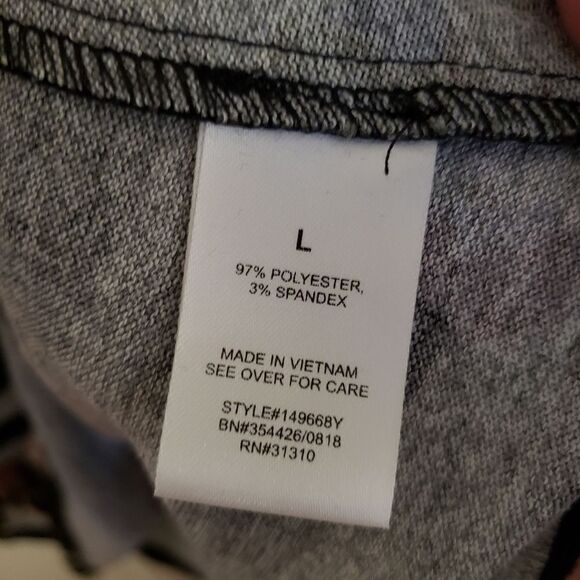 L
97% POLYESTER,
3% SPANDEX
MADE IN VIETNAM
SEE OVER FOR CARE
STYLE#149668Y
BN#354426/0818
RN#31310